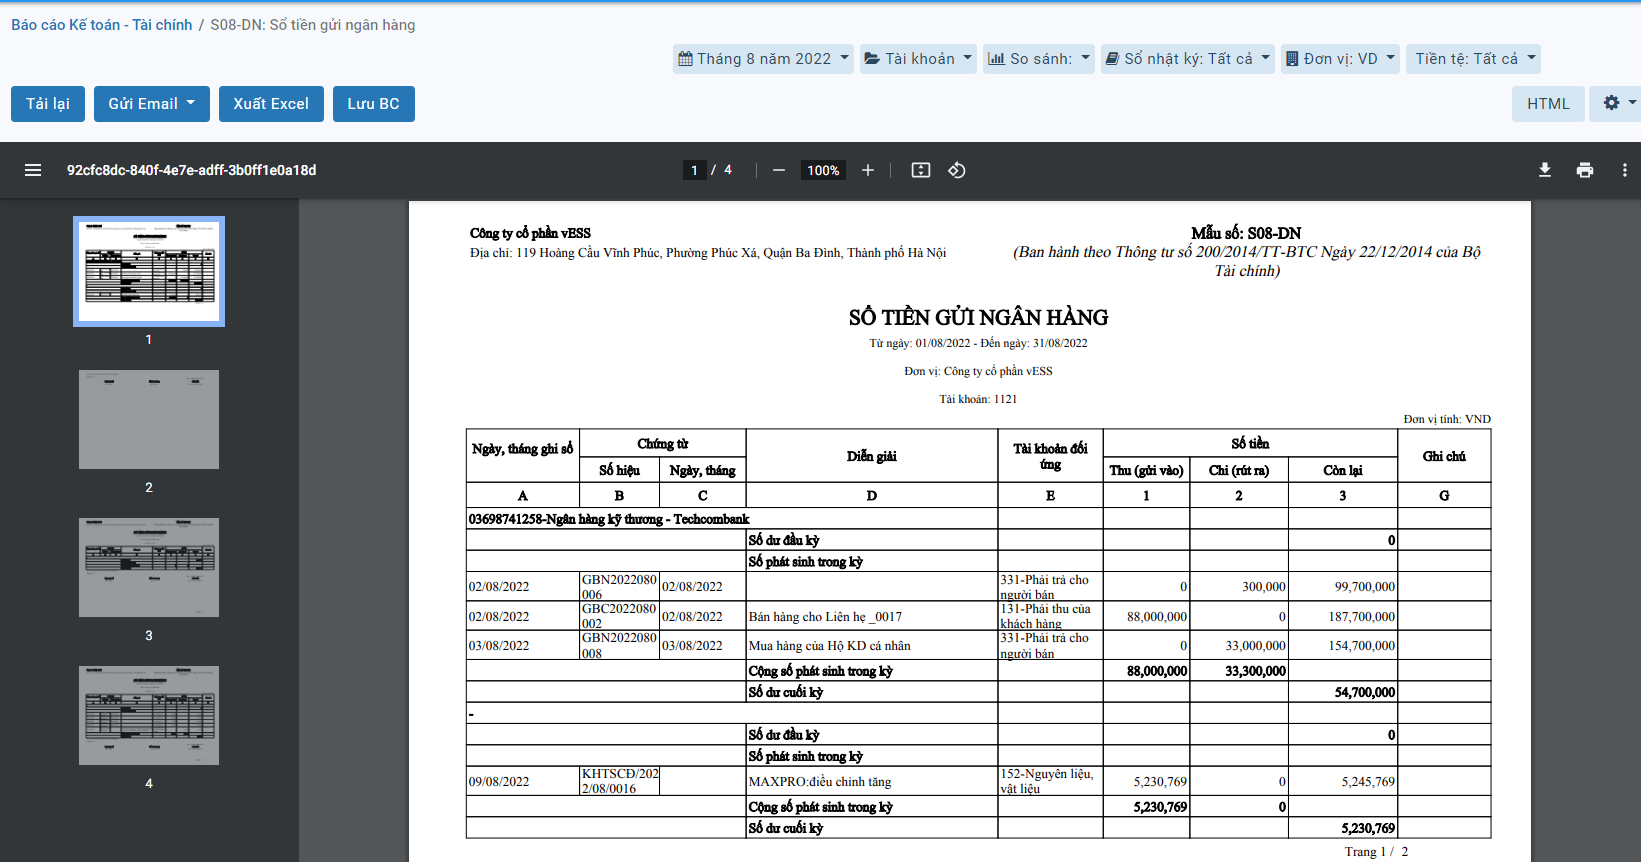 Báo cáo Kế toán - Tài chính / S08-DN: Sổ tiền gửi ngân hàng
Tháng 8 năm 2022 Tài khoản So sánh: Sổ nhật ký: Tất cả Đơn vị: VD Tiền tệ: Tất cả
Tải lại Gửi Email Xuất Excel Lưu BC HTML
92cfc8dc-840f-4e7e-adff-3b0ff1e0a18d 1 / 4 100%
1
2
3
4
Công ty cổ phần vESS Mẫu số: S08-DN
Địa chỉ: 119 Hoàng Cầu Vĩnh Phúc, Phường Phúc Xá, Quận Ba Đình, Thành phố Hà Nội (Ban hành theo Thông tư số 200/2014/TT-BTC Ngày 22/12/2014 của Bộ
Tài chính)
SỔ TIỀN GỬI NGÂN HÀNG
Từ ngày: 01/08/2022 - Đến ngày: 31/08/2022
Đơn vị: Công ty cổ phần vESS
Tài khoản: 1121
Đơn vị tính: VND
Ngày, tháng ghi sổ Chứng từ Diễn giải Tài khoản đối ứng Số tiền Ghi chú
Số hiệu Ngày, tháng Thu (gửi vào) Chi (rút ra) Còn lại
A B C D E 1 2 3 G
03698741258-Ngân hàng kỹ thương - Techcombank
Số dư đầu kỳ 0
Số phát sinh trong kỳ
02/08/2022 GBN2022080006 02/08/2022 331-Phải trả cho người bán 0 300,000 99,700,000
02/08/2022 GBC2022080002 02/08/2022 Bán hàng cho Liên hẹ _0017 131-Phải thu của khách hàng 88,000,000 0 187,700,000
03/08/2022 GBN2022080008 03/08/2022 Mua hàng của Hộ KD cá nhân 331-Phải trả cho người bán 0 33,000,000 154,700,000
Cộng số phát sinh trong kỳ 88,000,000 33,300,000
Số dư cuối kỳ 54,700,000
-
Số dư đầu kỳ 0
Số phát sinh trong kỳ
09/08/2022 KHTSCĐ/2022/08/0016 MAXPRO:điều chỉnh tăng 152-Nguyên liệu, vật liệu 5,230,769 0 5,245,769
Cộng số phát sinh trong kỳ 5,230,769 0
Số dư cuối kỳ 5,230,769
Trang 1 / 2